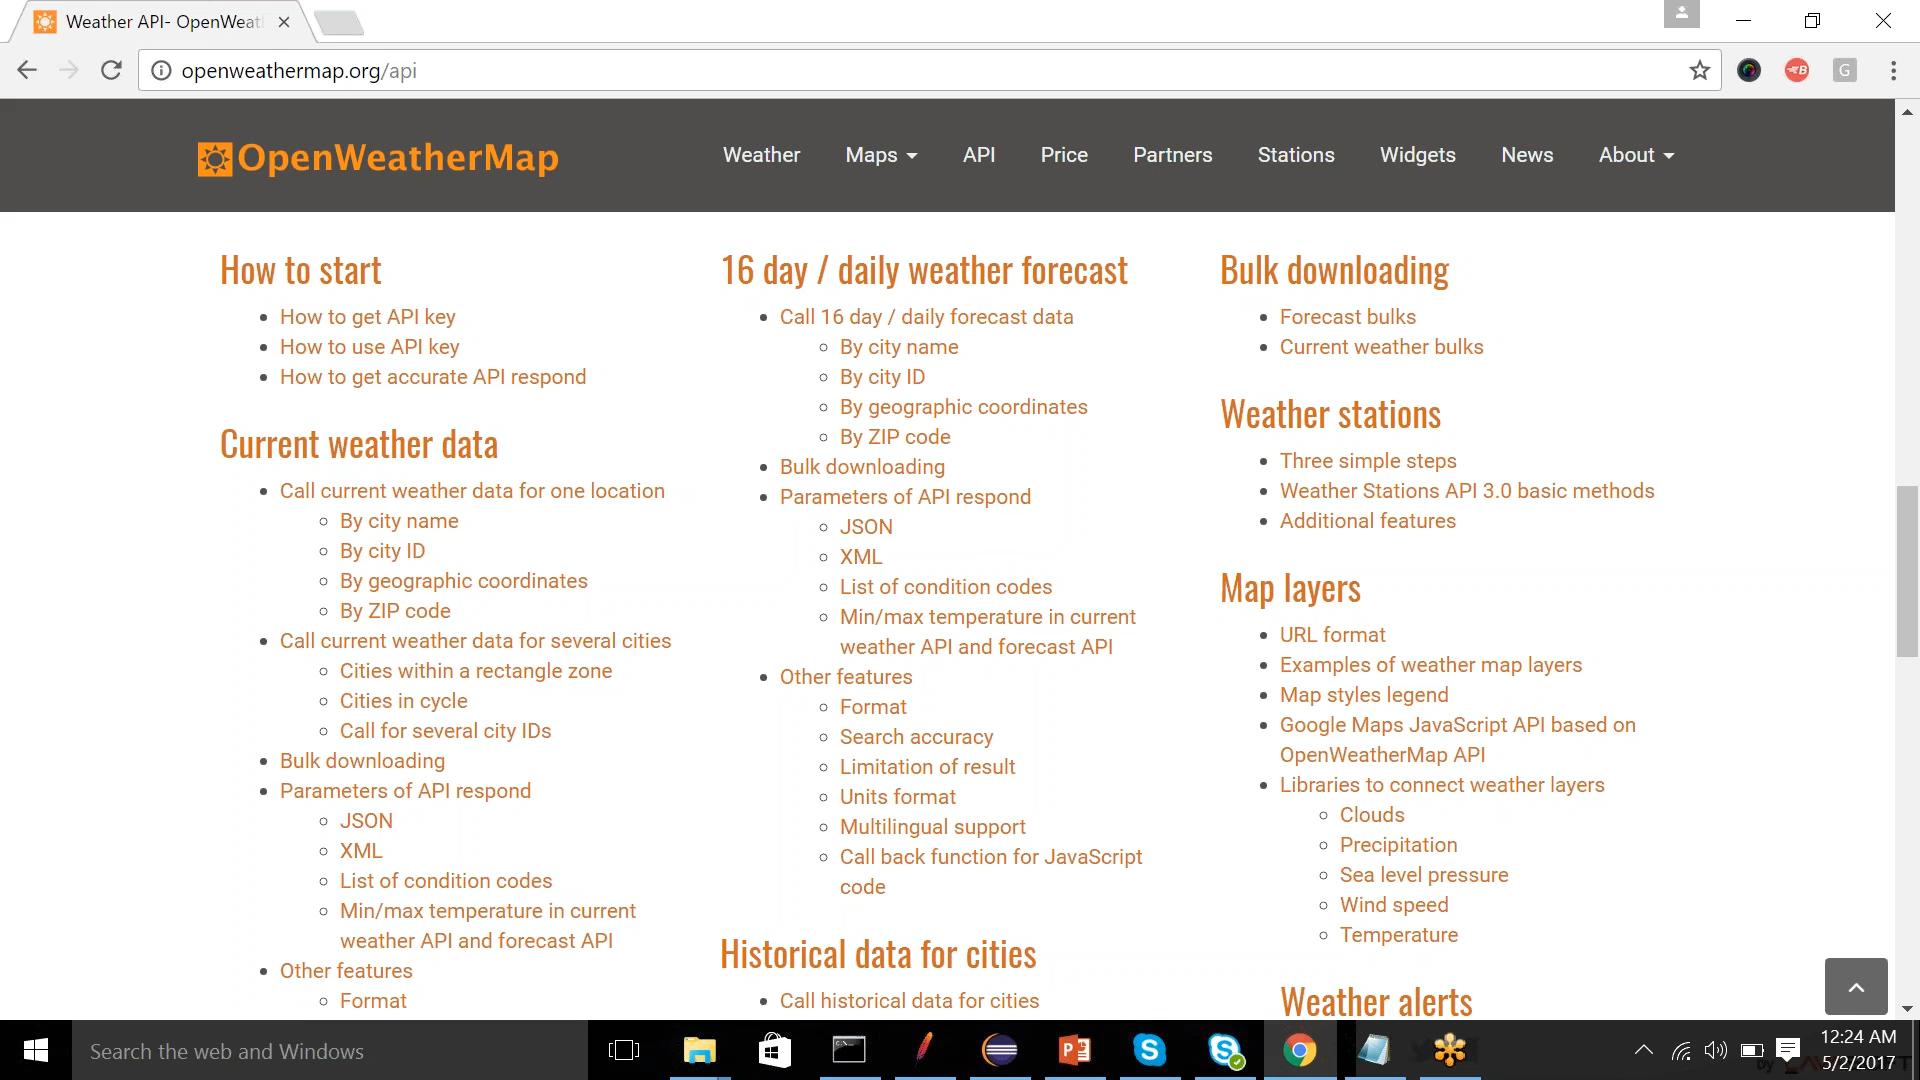 Weather API- OpenWeat
openweathermap.org/api
OpenWeatherMap
Weather
Maps
API
Price
Partners
Stations
Widgets
News
About
How to start
How to get API key
How to use API key
How to get accurate API respond
Current weather data
Call current weather data for one location
By city name
By city ID
By geographic coordinates
By ZIP code
Call current weather data for several cities
Cities within a rectangle zone
Cities in cycle
Call for several city IDs
Bulk downloading
Parameters of API respond
JSON
XML
List of condition codes
Min/max temperature in current
weather API and forecast API
Other features
Format
16 day / daily weather forecast
Call 16 day / daily forecast data
By city name
By city ID
By geographic coordinates
By ZIP code
Bulk downloading
Parameters of API respond
JSON
XML
List of condition codes
Min/max temperature in current
weather API and forecast API
Other features
Format
Search accuracy
Limitation of result
Units format
Multilingual support
Call back function for JavaScript
code
Historical data for cities
Call historical data for cities
Bulk downloading
Forecast bulks
Current weather bulks
Weather stations
Three simple steps
Weather Stations API 3.0 basic methods
Additional features
Map layers
URL format
Examples of weather map layers
Map styles legend
Google Maps JavaScript API based on
OpenWeatherMap API
Libraries to connect weather layers
Clouds
Precipitation
Sea level pressure
Wind speed
Temperature
Weather alerts
Search the web and Windows
12:24 AM
5/2/2017